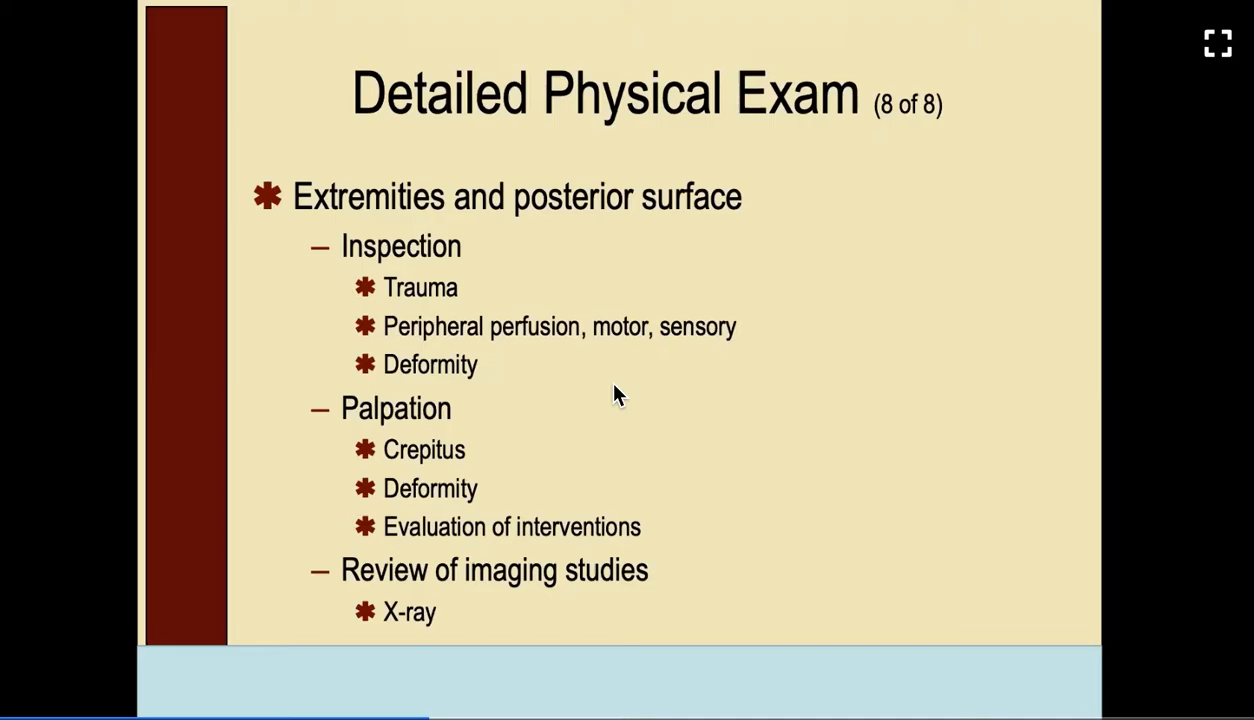 Detailed Physical Exam (8 of 8)
Extremities and posterior surface
– Inspection
Trauma
Peripheral perfusion, motor, sensory
Deformity
– Palpation
Crepitus
Deformity
Evaluation of interventions
– Review of imaging studies
X-ray